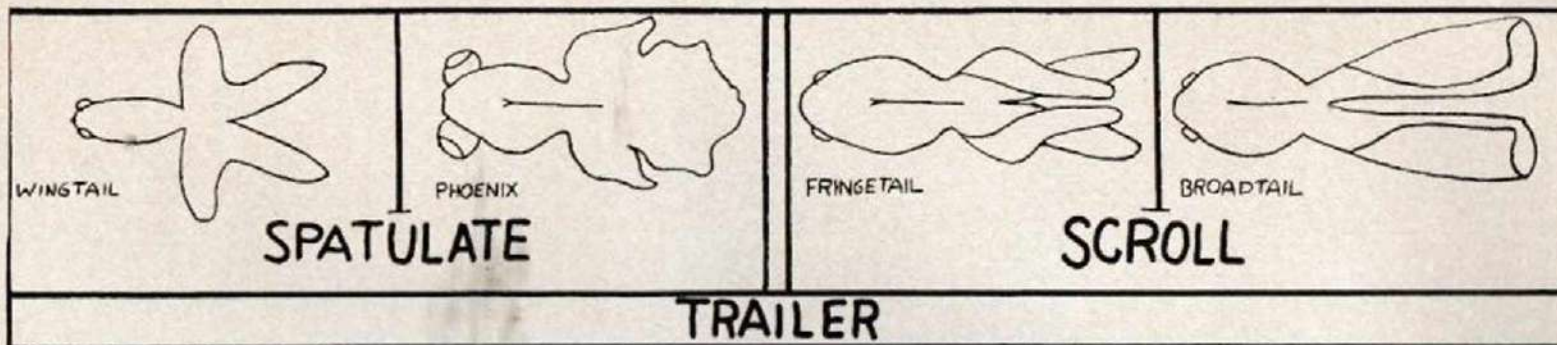 WINGTAIL
PHOENIX
SPATULATE
FRINGETAIL
BROADTAIL
SCROLL
TRAILER